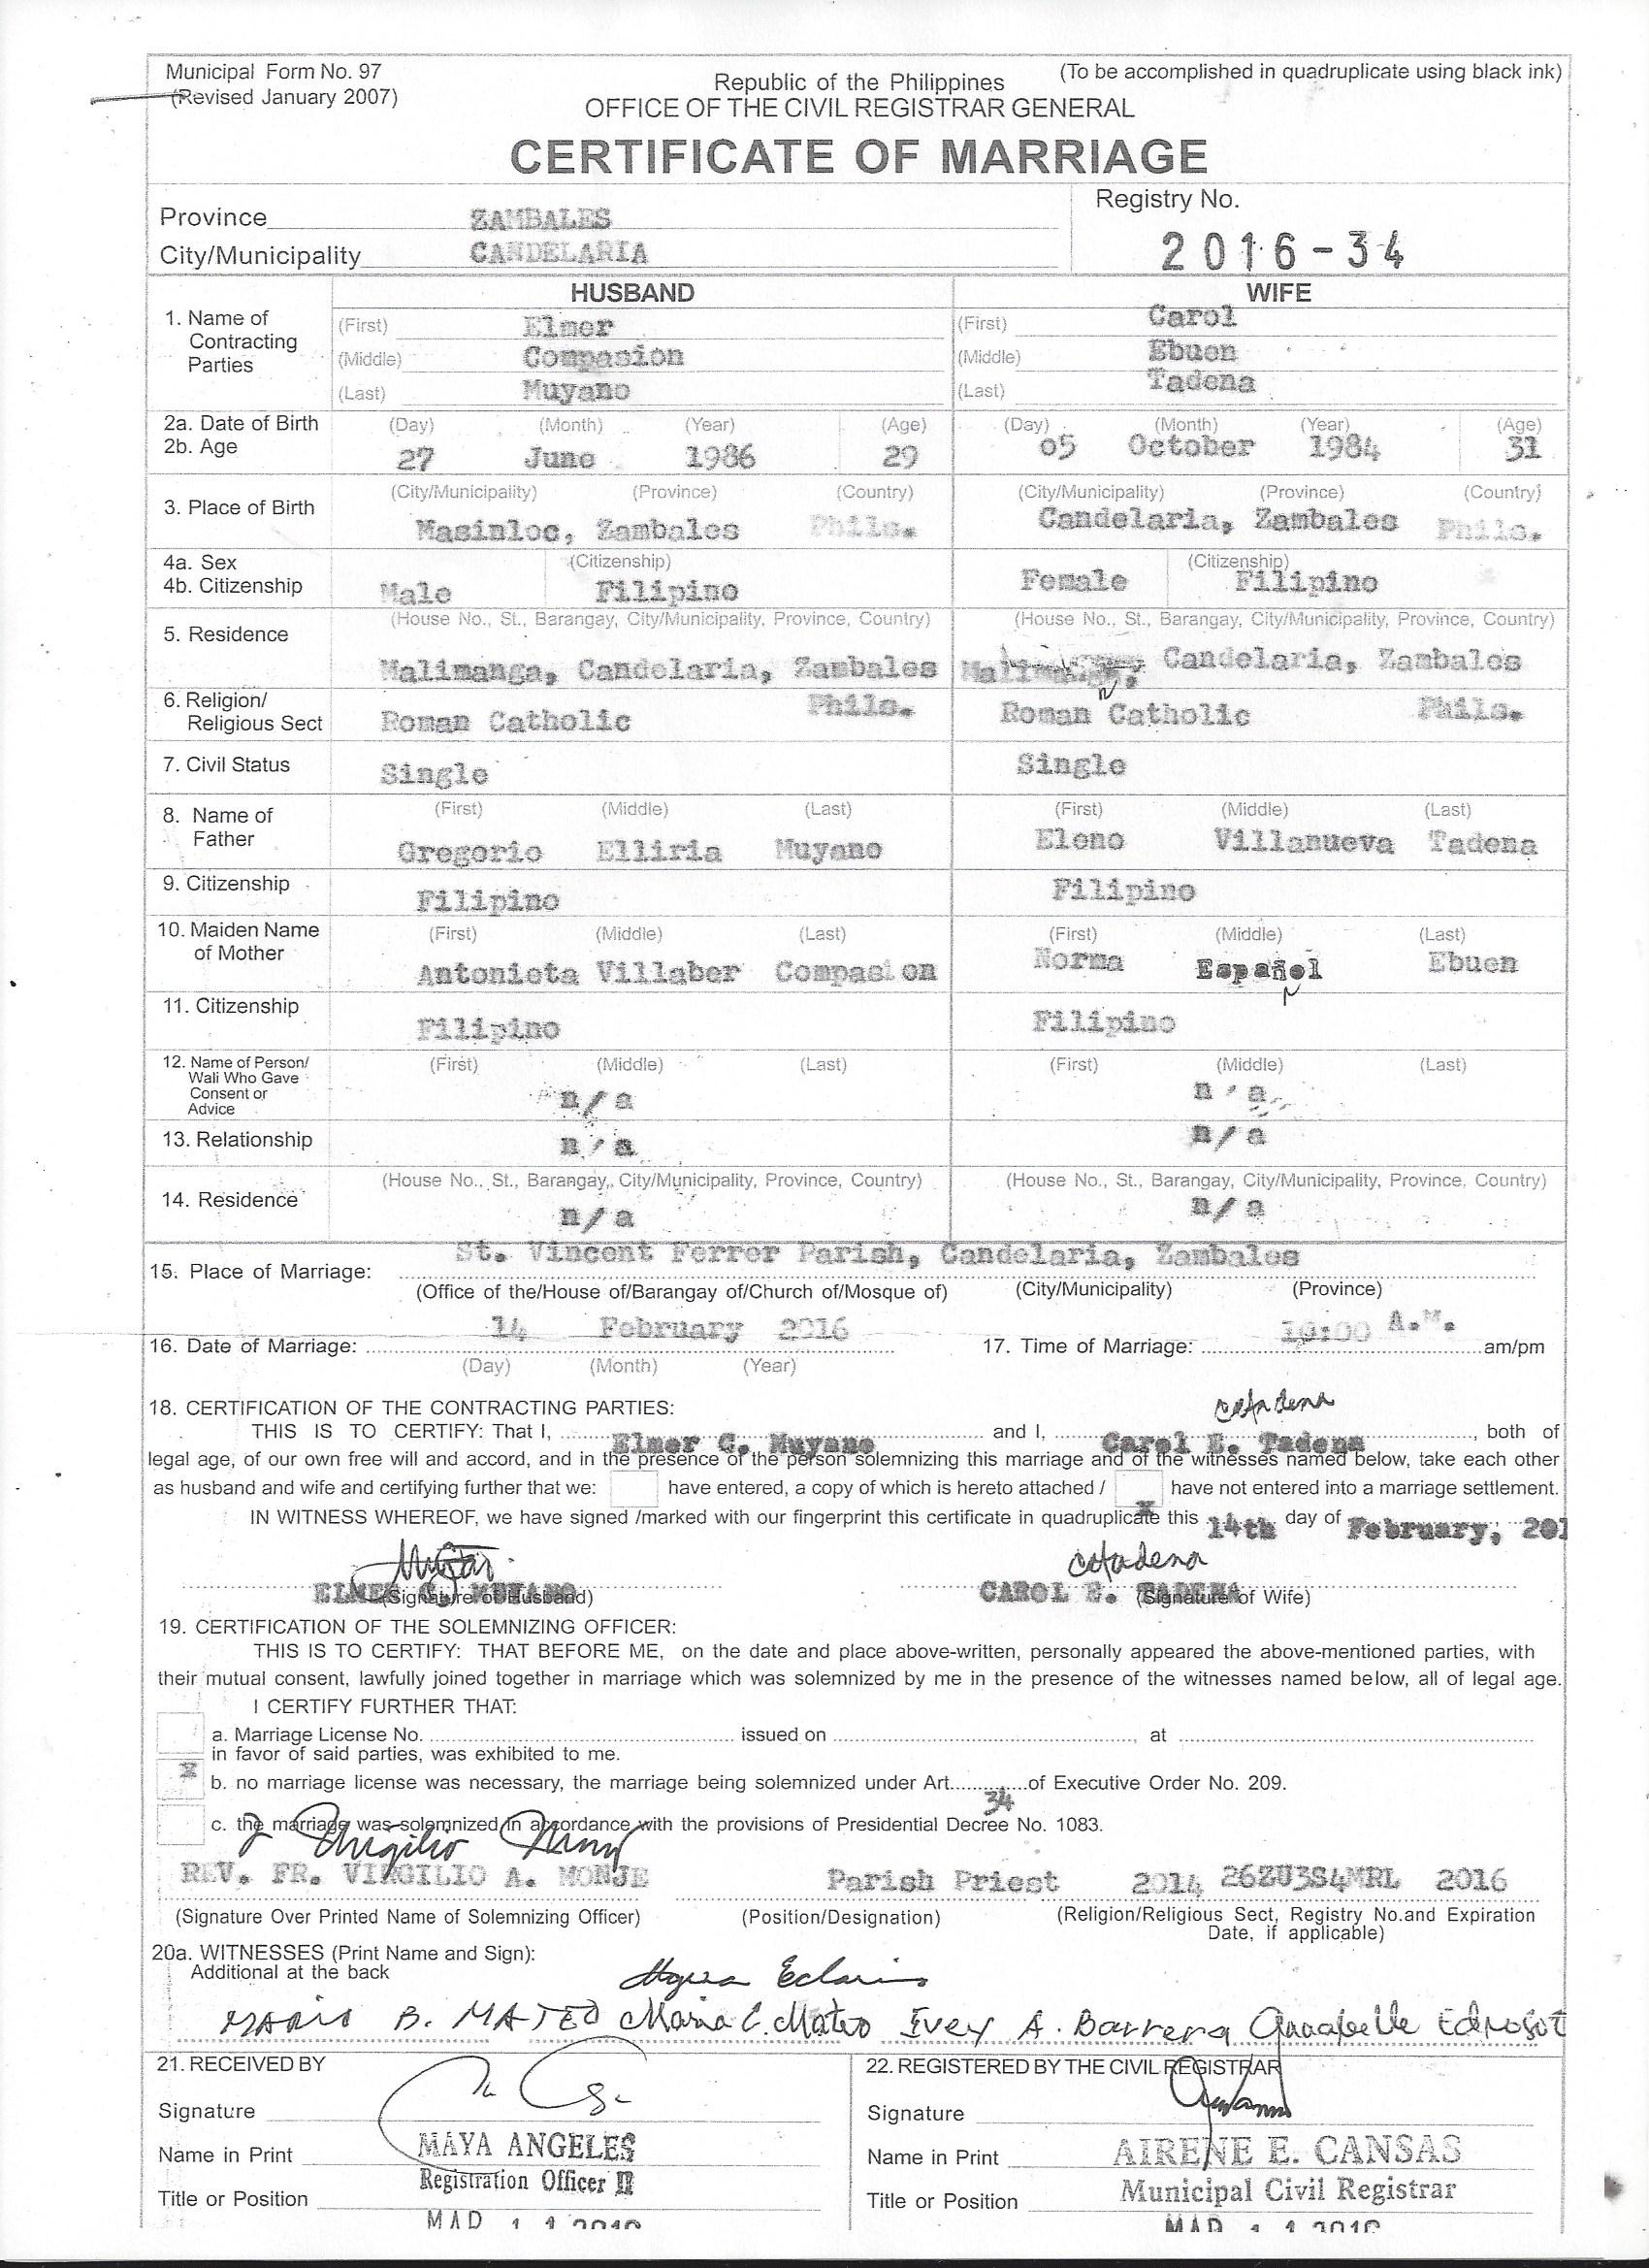 Municipal Form No. 97
(Revised January 2007)
(To be accomplished in quadruplicate using black ink)
Republic of the Philippines
OFFICE OF THE CIVIL REGISTRAR GENERAL
CERTIFICATE OF MARRIAGE
Province ZAMBALES
City/Municipality CANDELARIA
Registry No.
2016-34
HUSBAND WIFE
1. Name of Contracting Parties
(First) Elmer (First) Carol
(Middle) Compasion (Middle) Ebuen
(Last) Muyano (Last) Tadena
2a. Date of Birth (Day) (Month) (Year) (Age) (Day) (Month) (Year) (Age)
2b. Age 27 June 1986 29 05 October 1984 31
3. Place of Birth (City/Municipality) (Province) (Country) (City/Municipality) (Province) (Country)
Masinloc, Zambales Phils. Candelaria, Zambales Phils.
4a. Sex (Citizenship) (Citizenship)
4b. Citizenship Male Filipino Female Filipino
5. Residence (House No., St., Barangay, City/Municipality, Province, Country) (House No., St., Barangay, City/Municipality, Province, Country)
Malimanga, Candelaria, Zambales Candelaria, Zambales
6. Religion/ Phils. Phils.
Religious Sect Roman Catholic Roman Catholic
7. Civil Status Single Single
8. Name of Father (First) (Middle) (Last) (First) (Middle) (Last)
Gregorio Elliria Muyano Eleno Villanueva Tadena
9. Citizenship Filipino Filipino
10. Maiden Name of Mother (First) (Middle) (Last) (First) (Middle) (Last)
Antonieta Villaber Compasion Norma Español Ebuen
11. Citizenship Filipino Filipino
12. Name of Person/ Wali Who Gave Consent or Advice (First) (Middle) (Last) (First) (Middle) (Last)
n/a n/a
13. Relationship n/a n/a
14. Residence (House No., St., Barangay, City/Municipality, Province, Country) (House No., St., Barangay, City/Municipality, Province, Country)
n/a n/a
15. Place of Marriage: St. Vincent Ferrer Parish, Candelaria, Zambales
(Office of the/House of/Barangay of/Church of/Mosque of) (City/Municipality) (Province)
16. Date of Marriage: 14 February 2016 17. Time of Marriage: 10:00 A.M. am/pm
(Day) (Month) (Year)
18. CERTIFICATION OF THE CONTRACTING PARTIES:
THIS IS TO CERTIFY: That I, Elmer C. Muyano and I, Carol E. Tadena, both of
legal age, of our own free will and accord, and in the presence of the person solemnizing this marriage and of the witnesses named below, take each other
as husband and wife and certifying further that we: have entered, a copy of which is hereto attached / x have not entered into a marriage settlement.
IN WITNESS WHEREOF, we have signed /marked with our fingerprint this certificate in quadruplicate this 14th day of February, 201
ELMER C. MUYANO CAROL E. TADENA
(Signature of Husband) (Signature of Wife)
19. CERTIFICATION OF THE SOLEMNIZING OFFICER:
THIS IS TO CERTIFY: THAT BEFORE ME, on the date and place above-written, personally appeared the above-mentioned parties, with
their mutual consent, lawfully joined together in marriage which was solemnized by me in the presence of the witnesses named below, all of legal age.
I CERTIFY FURTHER THAT:
a. Marriage License No. issued on , at
in favor of said parties, was exhibited to me.
x b. no marriage license was necessary, the marriage being solemnized under Art. 34 of Executive Order No. 209.
c. the marriage was solemnized in accordance with the provisions of Presidential Decree No. 1083.
REV. FR. VIRGILIO A. MONJE Parish Priest 2014 26ZU3S4MRL 2016
(Signature Over Printed Name of Solemnizing Officer) (Position/Designation) (Religion/Religious Sect, Registry No.and Expiration
Date, if applicable)
20a. WITNESSES (Print Name and Sign):
Additional at the back
B. MATEO Maria C. Mateo Ivey A. Barrera
21. RECEIVED BY 22. REGISTERED BY THE CIVIL REGISTRAR
Signature Signature
Name in Print MAYA ANGELES Name in Print AIRENE E. CANSAS
Registration Officer II Municipal Civil Registrar
Title or Position Title or Position